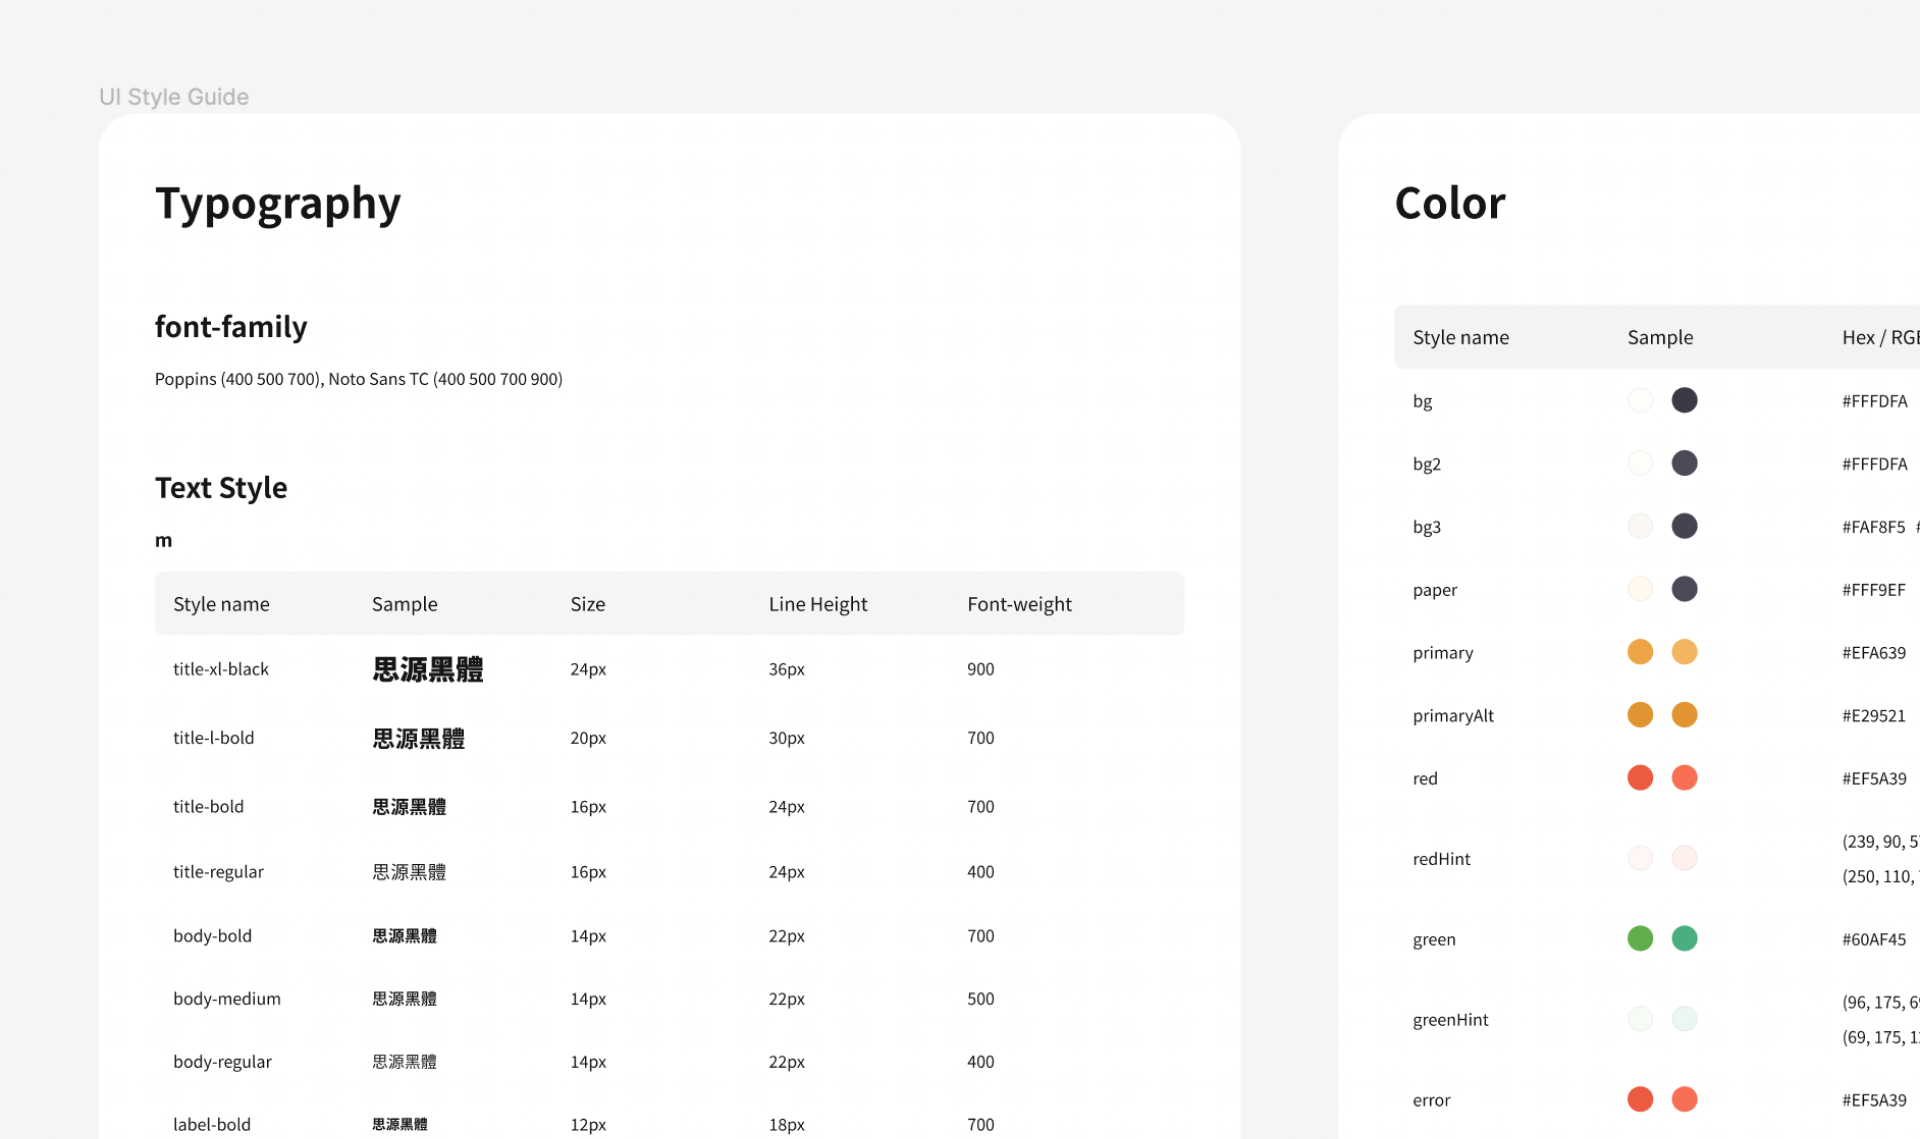 UI Style Guide
Typography
font-family
Poppins (400 500 700), Noto Sans TC (400 500 700 900)
Text Style
m
Style name Sample Size Line Height Font-weight
title-xl-black 思源黑體 24px 36px 900
title-l-bold 思源黑體 20px 30px 700
title-bold 思源黑體 16px 24px 700
title-regular 思源黑體 16px 24px 400
body-bold 思源黑體 14px 22px 700
body-medium 思源黑體 14px 22px 500
body-regular 思源黑體 14px 22px 400
label-bold 思源黑體 12px 18px 700
Color
Style name Sample Hex / RG
bg #FFFDFA
bg2 #FFFDFA
bg3 #FAF8F5 #
paper #FFF9EF
primary #EFA639
primaryAlt #E29521
red #EF5A39
redHint
(239, 90, 5
(250, 110,
green #60AF45
greenHint
(96, 175, 6
(69, 175, 1
error #EF5A39